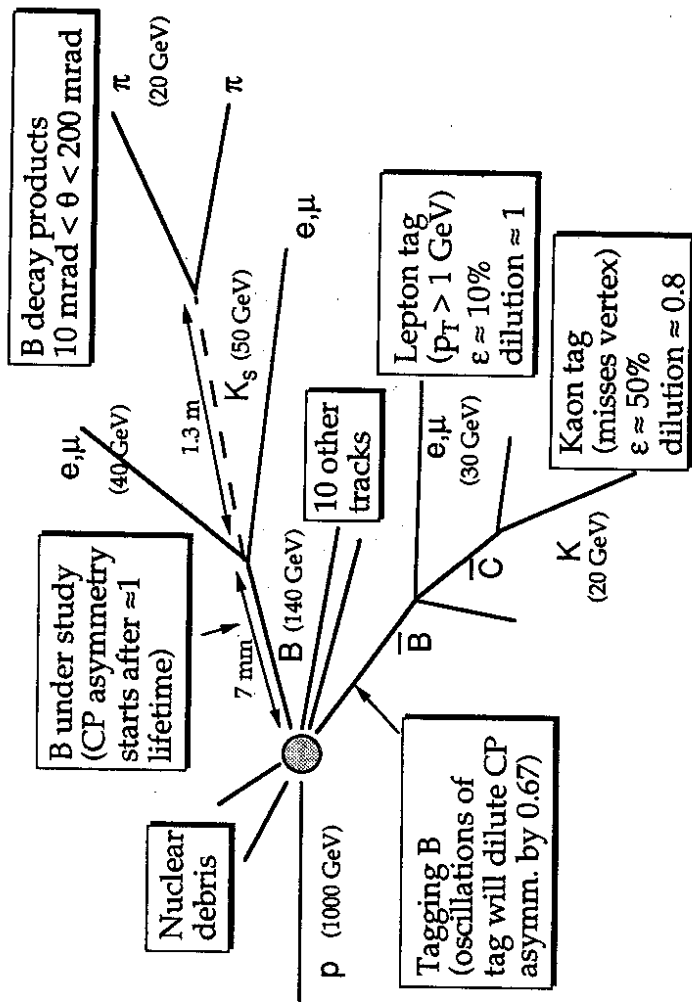 B decay products
10 mrad < θ < 200 mrad
π
(20 GeV)
π
e,μ
(40 GeV)
1.3 m
K_S (50 GeV)
e,μ
B under study
(CP asymmetry
starts after ≈1
lifetime)
7 mm
B (140 GeV)
10 other
tracks
Nuclear
debris
p (1000 GeV)
Lepton tag
(p_T > 1 GeV)
ε ≈ 10%
dilution ≈ 1
e,μ
(30 GeV)
B̄
C̄
K
(20 GeV)
Kaon tag
(misses vertex)
ε ≈ 50%
dilution ≈ 0.8
Tagging B
(oscillations of
tag will dilute CP
asymm. by 0.67)